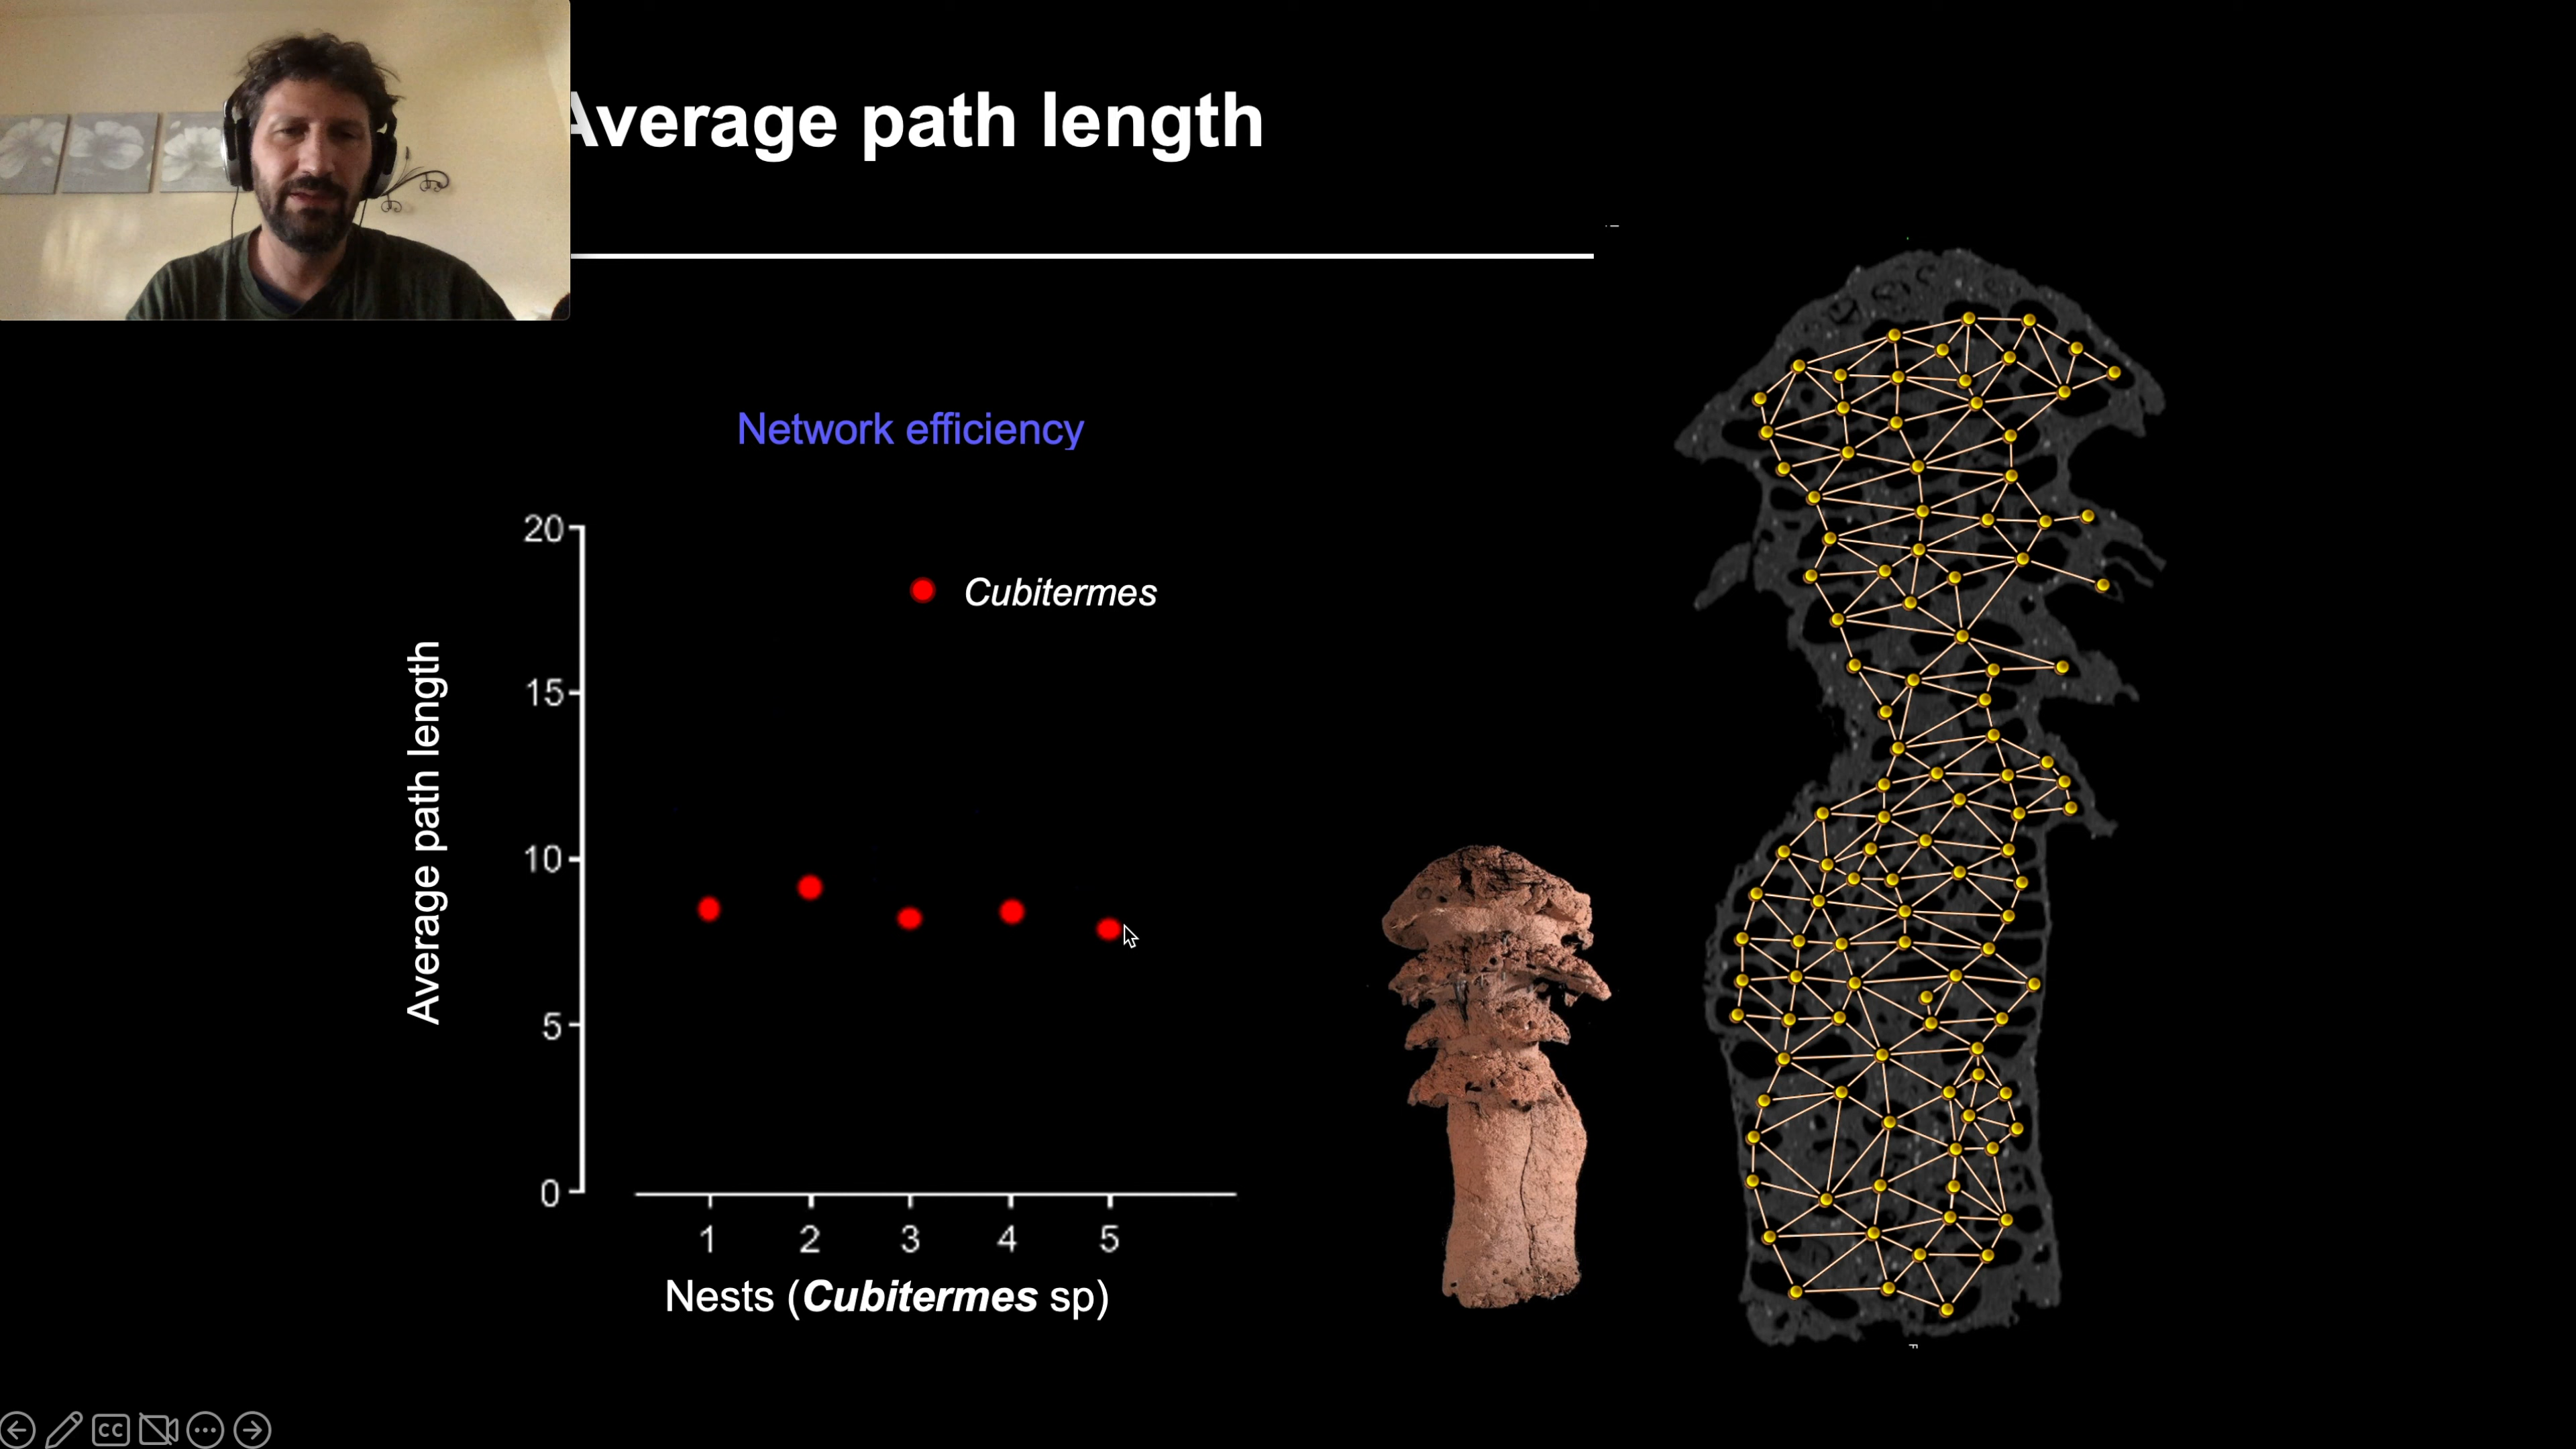 Average path length
Network efficiency
20
15
10
5
0
Cubitermes
Average path length
1 2 3 4 5
Nests (Cubitermes sp)
CC